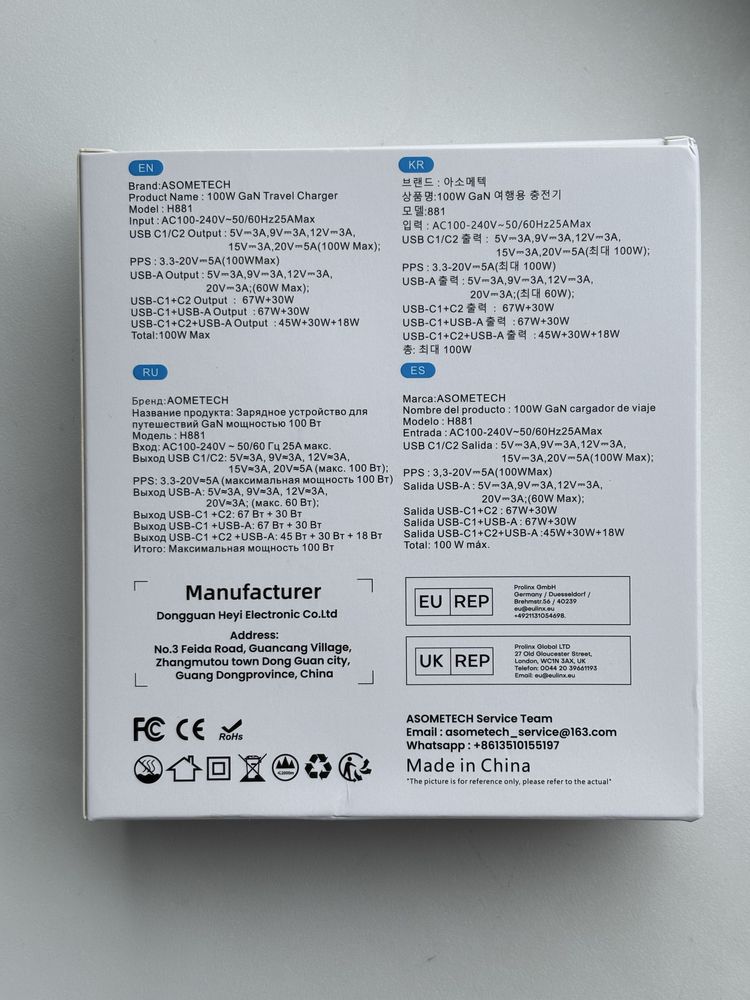 EN
Brand:ASOMETECH
Product Name : 100W GaN Travel Charger
Model : H881
Input : AC100-240V~50/60Hz25AMax
USB C1/C2 Output : 5V⎓3A,9V⎓3A,12V⎓3A,
15V⎓3A,20V⎓5A(100W Max);
PPS : 3.3-20V⎓5A(100WMax)
USB-A Output : 5V⎓3A,9V⎓3A,12V⎓3A,
20V⎓3A;(60W Max);
USB-C1+C2 Output : 67W+30W
USB-C1+USB-A Output : 67W+30W
USB-C1+C2+USB-A Output : 45W+30W+18W
Total:100W Max
KR
브랜드 : 아소메텍
상품명:100W GaN 여행용 충전기
모델:881
입력 : AC100-240V~50/60Hz25AMax
USB C1/C2 출력 : 5V⎓3A,9V⎓3A,12V⎓3A,
15V⎓3A,20V⎓5A(최대 100W);
PPS : 3.3-20V⎓5A(최대 100W)
USB-A 출력 : 5V⎓3A,9V⎓3A,12V⎓3A,
20V⎓3A;(최대 60W);
USB-C1+C2 출력 : 67W+30W
USB-C1+USB-A 출력 : 67W+30W
USB-C1+C2+USB-A 출력 : 45W+30W+18W
총: 최대 100W
RU
Бренд:AOMETECH
Название продукта: Зарядное устройство для
путешествий GaN мощностью 100 Вт
Модель : H881
Вход: AC100-240V ~ 50/60 Гц 25A макс.
Выход USB C1/C2: 5V≂3A, 9V≂3A, 12V≂3A,
15V≂3A, 20V≂5A (макс. 100 Вт);
PPS: 3.3-20V≂5A (максимальная мощность 100 Вт)
Выход USB-A: 5V≂3A, 9V≂3A, 12V≂3A,
20V≂3A; (макс. 60 Вт);
Выход USB-C1 +C2: 67 Вт + 30 Вт
Выход USB-C1 +USB-A: 67 Вт + 30 Вт
Выход USB-C1 +C2 +USB-A: 45 Вт + 30 Вт + 18 Вт
Итого: Максимальная мощность 100 Вт
ES
Marca:ASOMETECH
Nombre del producto : 100W GaN cargador de viaje
Modelo : H881
Entrada : AC100-240V~50/60Hz25AMax
USB C1/C2 Salida : 5V⎓3A,9V⎓3A,12V⎓3A,
15V⎓3A,20V⎓5A(100W Max);
PPS : 3,3-20V⎓5A(100WMax)
Salida USB-A : 5V⎓3A,9V⎓3A,12V⎓3A,
20V⎓3A;(60W Max);
Salida USB-C1+C2 : 67W+30W
Salida USB-C1+USB-A : 67W+30W
Salida USB-C1+C2+USB-A :45W+30W+18W
Total: 100 W máx.
Manufacturer
Dongguan Heyi Electronic Co.Ltd
Address:
No.3 Feida Road, Guancang Village,
Zhangmutou town Dong Guan city,
Guang Dongprovince, China
EU REP
Prolinx GmbH
Germany / Duesseldorf /
Brehmstr.56 / 40239
eu@eulinx.eu
+4921131054698.
UK REP
Prolinx Global LTD
27 Old Gloucester Street,
London, WC1N 3AX, UK
Telefon: 0044 20 39661193
Email: eu@eulinx.eu
FC CE RoHs
≤2000m
ASOMETECH Service Team
Email : asometech_service@163.com
Whatsapp : +8613510155197
Made in China
"The picture is for reference only, please refer to the actual"